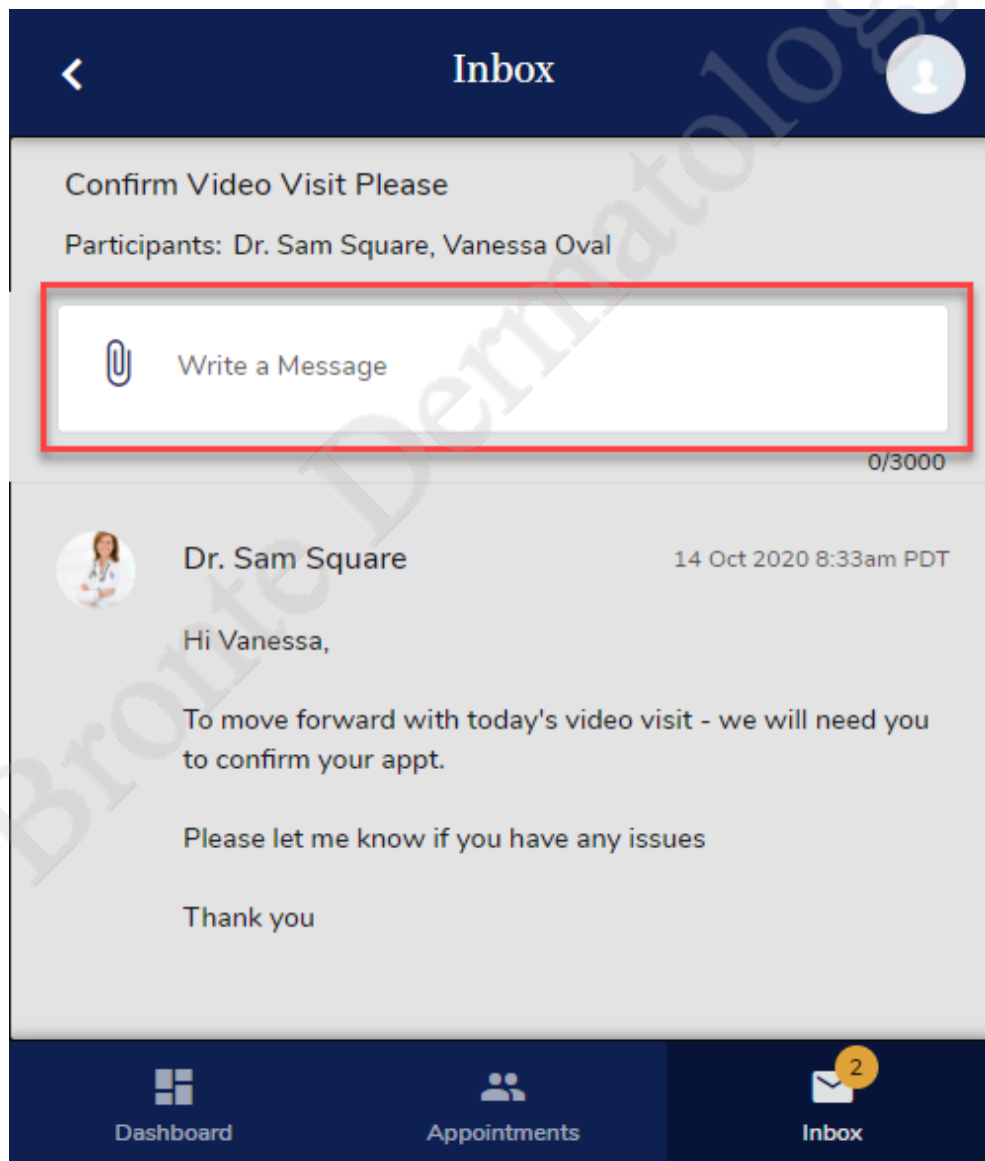 Inbox
Confirm Video Visit Please
Participants: Dr. Sam Square, Vanessa Oval
Write a Message
0/3000
Dr. Sam Square
14 Oct 2020 8:33am PDT
Hi Vanessa,
To move forward with today's video visit - we will need you
to confirm your appt.
Please let me know if you have any issues
Thank you
2
Dashboard
Appointments
Inbox
Bronte Dermatolog